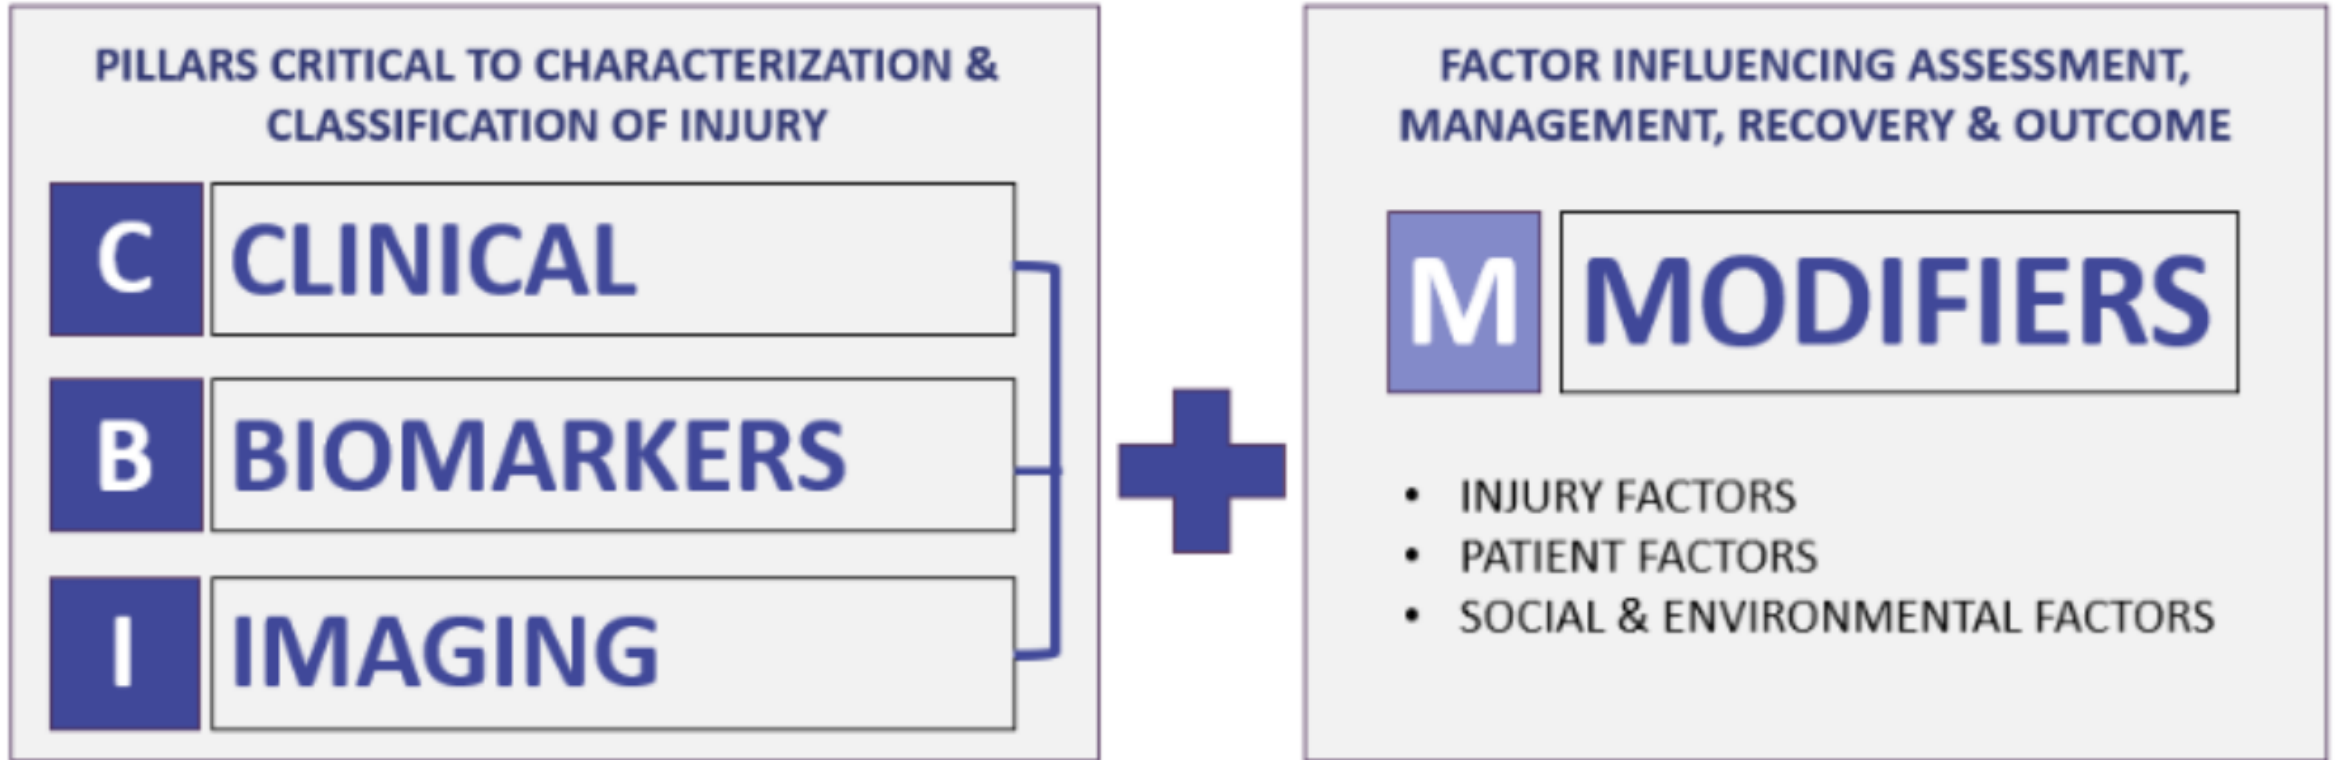 PILLARS CRITICAL TO CHARACTERIZATION &
CLASSIFICATION OF INJURY
C CLINICAL
B BIOMARKERS
I IMAGING
FACTOR INFLUENCING ASSESSMENT,
MANAGEMENT, RECOVERY & OUTCOME
M MODIFIERS
• INJURY FACTORS
• PATIENT FACTORS
• SOCIAL & ENVIRONMENTAL FACTORS